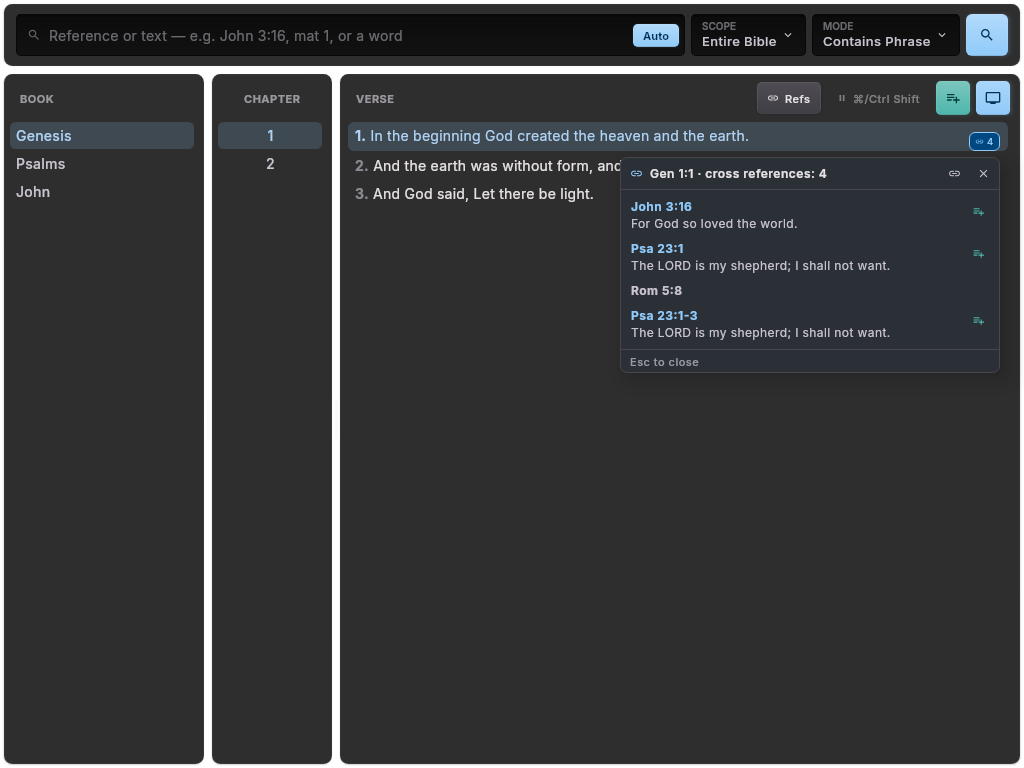 Reference or text — e.g. John 3:16, mat 1, or a word
Auto
SCOPE
Entire Bible
MODE
Contains Phrase
BOOK
Genesis
Psalms
John
CHAPTER
1
2
VERSE
Refs
⌘/Ctrl Shift
1. In the beginning God created the heaven and the earth.
4
2. And the earth was without form, and
3. And God said, Let there be light.
Gen 1:1 · cross references: 4
John 3:16
For God so loved the world.
Psa 23:1
The LORD is my shepherd; I shall not want.
Rom 5:8
Psa 23:1-3
The LORD is my shepherd; I shall not want.
Esc to close